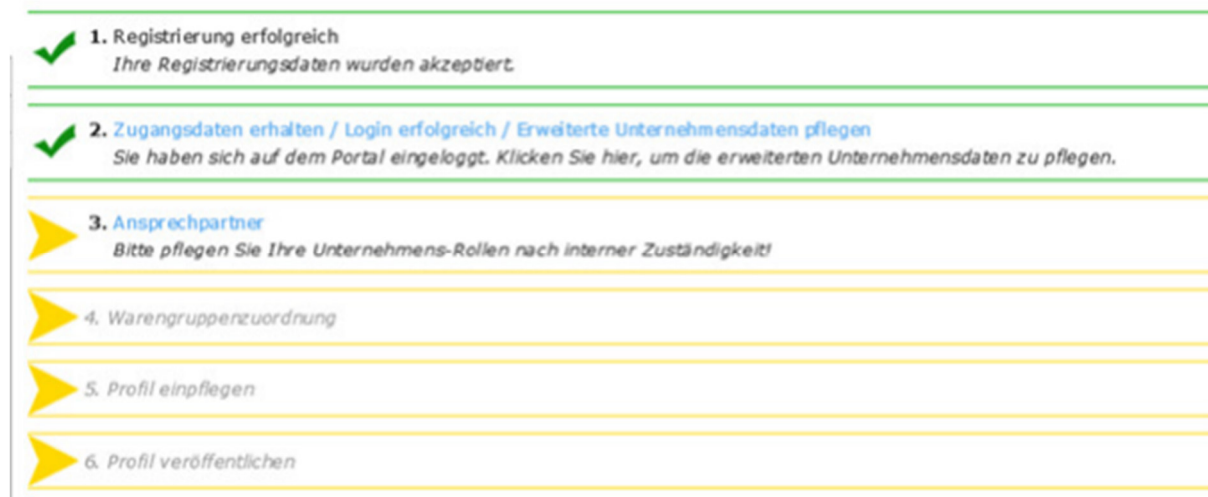 1. Registrierung erfolgreich
Ihre Registrierungsdaten wurden akzeptiert.
2. Zugangsdaten erhalten / Login erfolgreich / Erweiterte Unternehmensdaten pflegen
Sie haben sich auf dem Portal eingeloggt. Klicken Sie hier, um die erweiterten Unternehmensdaten zu pflegen.
3. Ansprechpartner
Bitte pflegen Sie Ihre Unternehmens-Rollen nach interner Zuständigkeit!
4. Warengruppenzuordnung
5. Profil einpflegen
6. Profil veröffentlichen